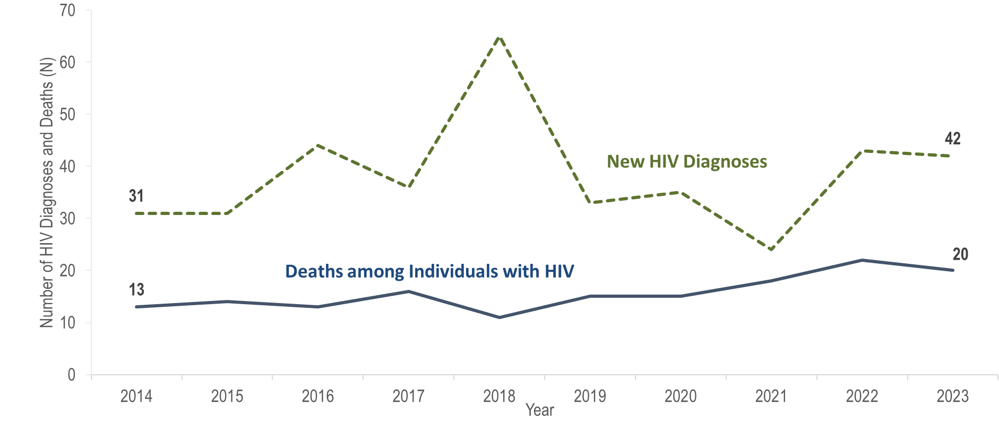 Number of HIV Diagnoses and Deaths (N)
70
60
50
40
30
20
10
0
31
42
New HIV Diagnoses
13
20
Deaths among Individuals with HIV
2014 2015 2016 2017 2018 2019 2020 2021 2022 2023
Year